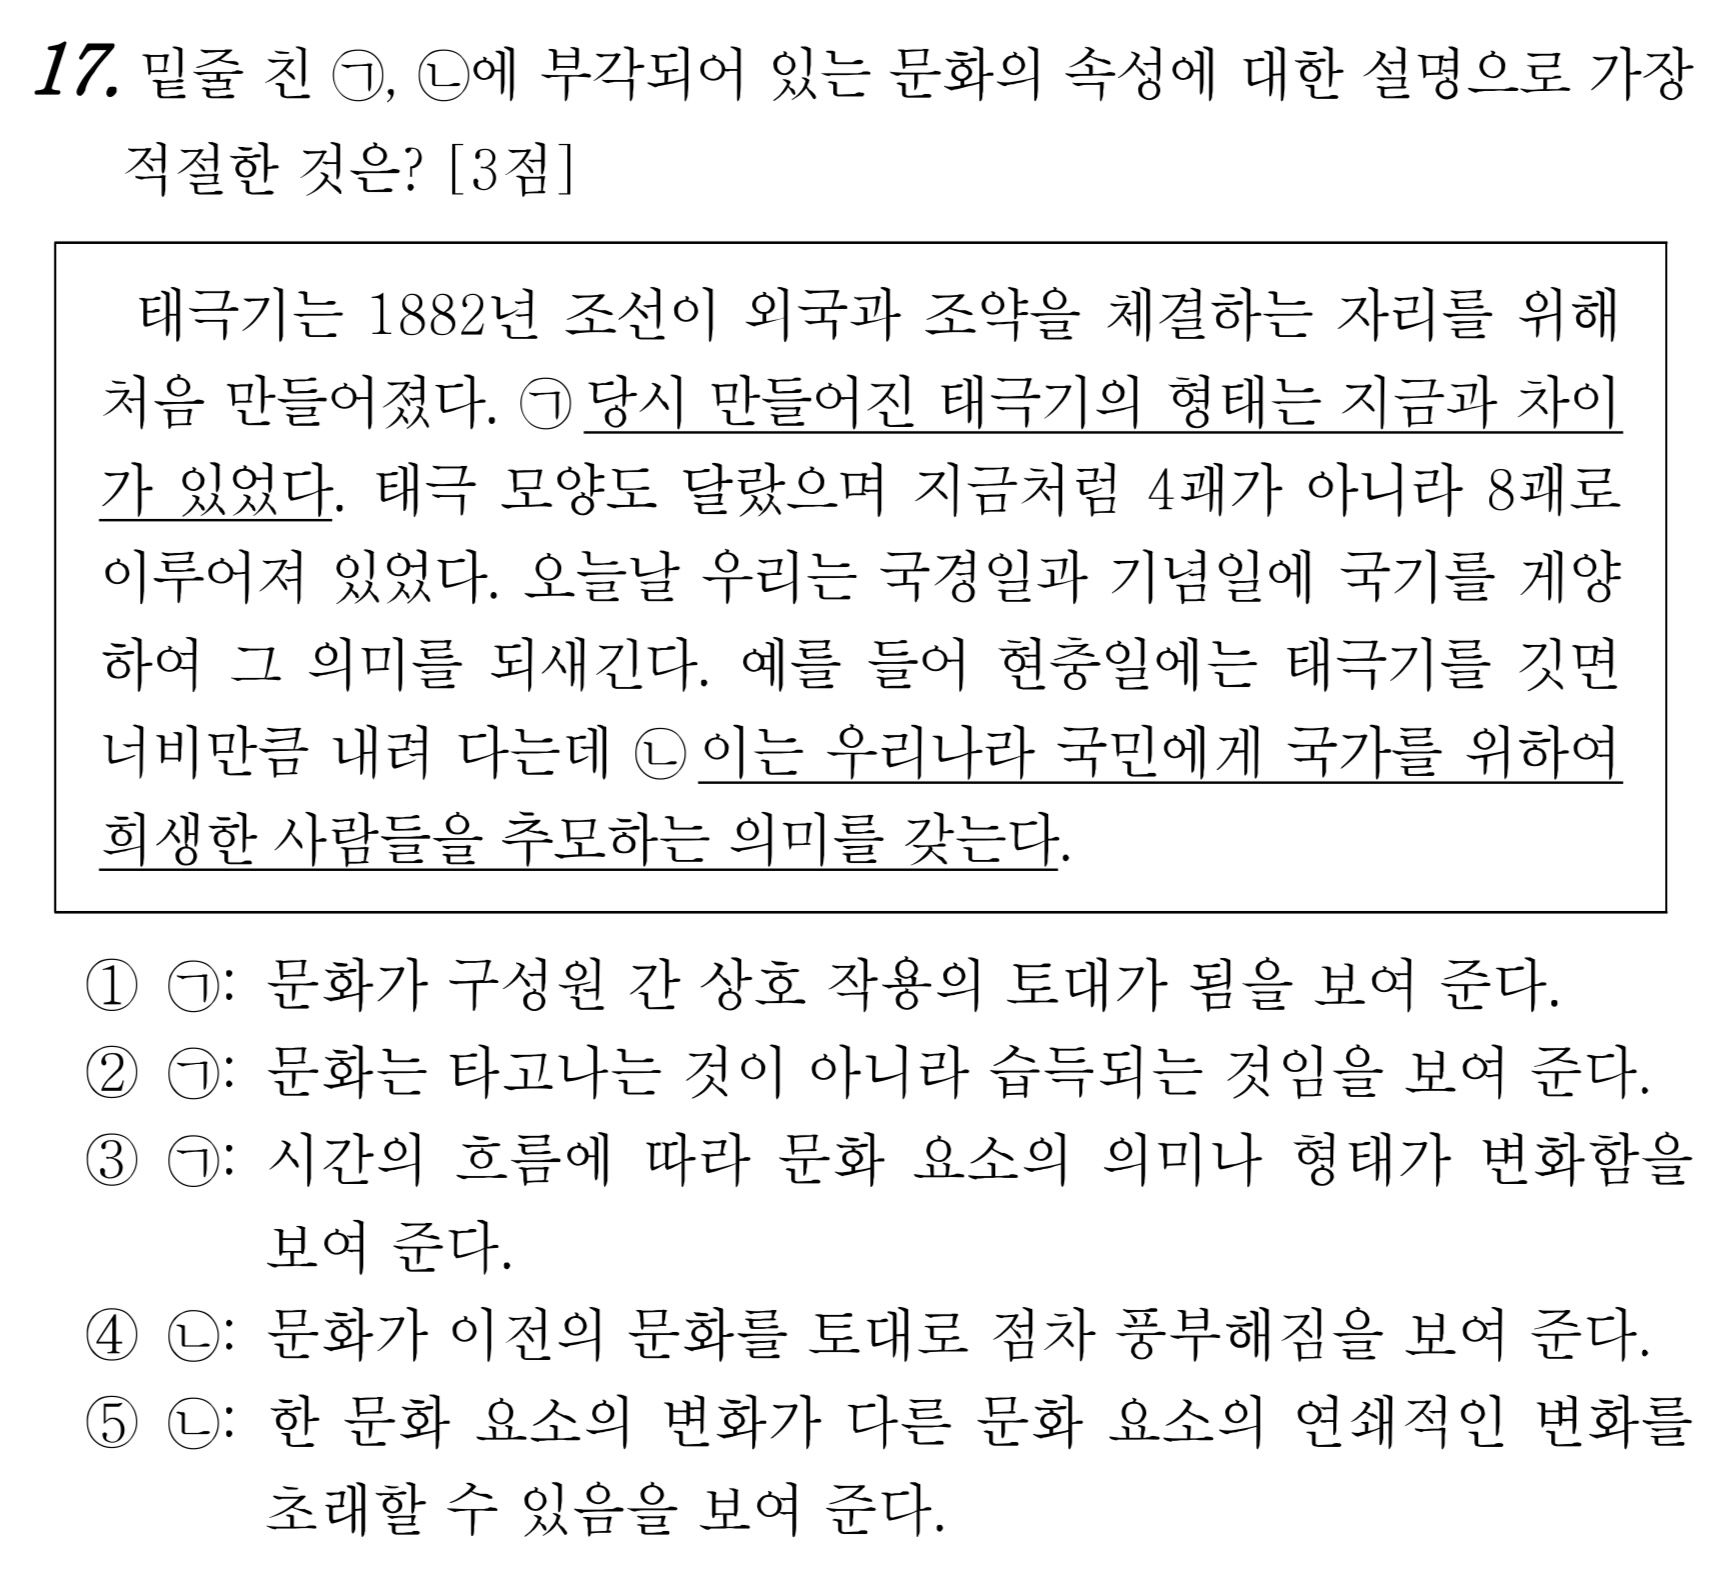 17. 밑줄 친 ㉠, ㉡에 부각되어 있는 문화의 속성에 대한 설명으로 가장
적절한 것은? [3점]
태극기는 1882년 조선이 외국과 조약을 체결하는 자리를 위해
처음 만들어졌다. ㉠당시 만들어진 태극기의 형태는 지금과 차이
가 있었다. 태극 모양도 달랐으며 지금처럼 4괘가 아니라 8괘로
이루어져 있었다. 오늘날 우리는 국경일과 기념일에 국기를 게양
하여 그 의미를 되새긴다. 예를 들어 현충일에는 태극기를 깃면
너비만큼 내려 다는데 ㉡이는 우리나라 국민에게 국가를 위하여
희생한 사람들을 추모하는 의미를 갖는다.
① ㉠: 문화가 구성원 간 상호 작용의 토대가 됨을 보여 준다.
② ㉠: 문화는 타고나는 것이 아니라 습득되는 것임을 보여 준다.
③ ㉠: 시간의 흐름에 따라 문화 요소의 의미나 형태가 변화함을
보여 준다.
④ ㉡: 문화가 이전의 문화를 토대로 점차 풍부해짐을 보여 준다.
⑤ ㉡: 한 문화 요소의 변화가 다른 문화 요소의 연쇄적인 변화를
초래할 수 있음을 보여 준다.